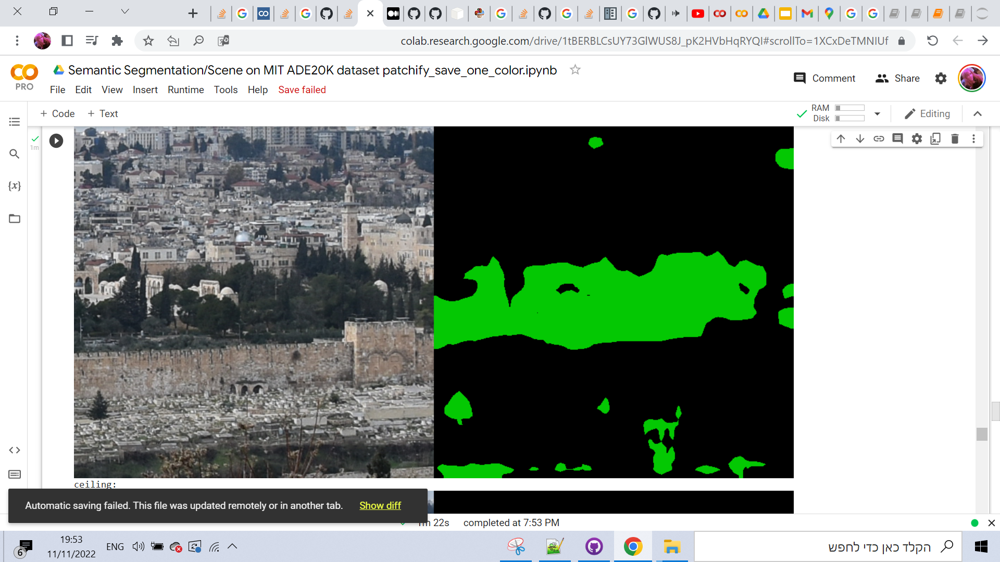 colab.research.google.com/drive/1tBERBLCsUY73GlWUS8J_pK2HVbHqRYQI#scrollTo=1XCxDeTMNIUf
Semantic Segmentation/Scene on MIT ADE20K dataset patchify_save_one_color.ipynb
PRO
File Edit View Insert Runtime Tools Help Save failed
Comment
Share
+ Code + Text
RAM
Disk
Editing
1m
{x}
ceiling:
Automatic saving failed. This file was updated remotely or in another tab. Show diff
1m 22s completed at 7:53 PM
6
19:53
11/11/2022
ENG
הקלד כאן כדי לחפש